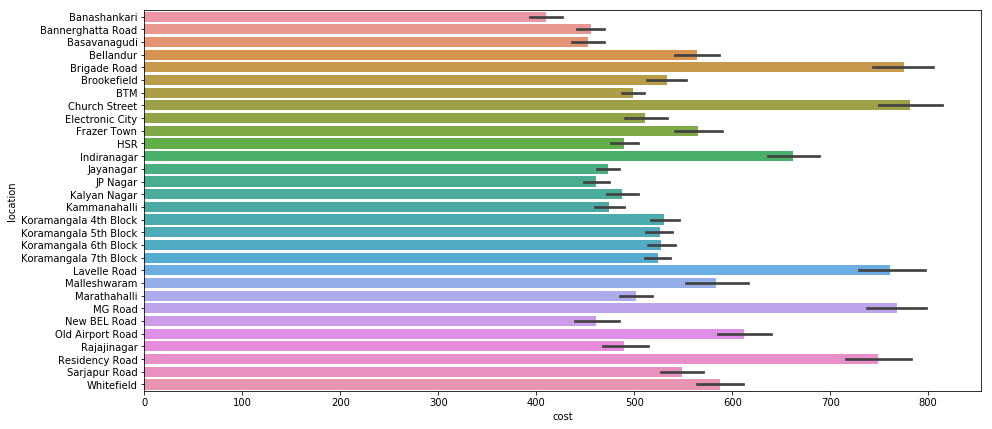 Banashankari
Bannerghatta Road
Basavanagudi
Bellandur
Brigade Road
Brookefield
BTM
Church Street
Electronic City
Frazer Town
HSR
Indiranagar
Jayanagar
JP Nagar
Kalyan Nagar
Kammanahalli
Koramangala 4th Block
Koramangala 5th Block
Koramangala 6th Block
Koramangala 7th Block
Lavelle Road
Malleshwaram
Marathahalli
MG Road
New BEL Road
Old Airport Road
Rajajinagar
Residency Road
Sarjapur Road
Whitefield
location
0 100 200 300 400 500 600 700 800
cost